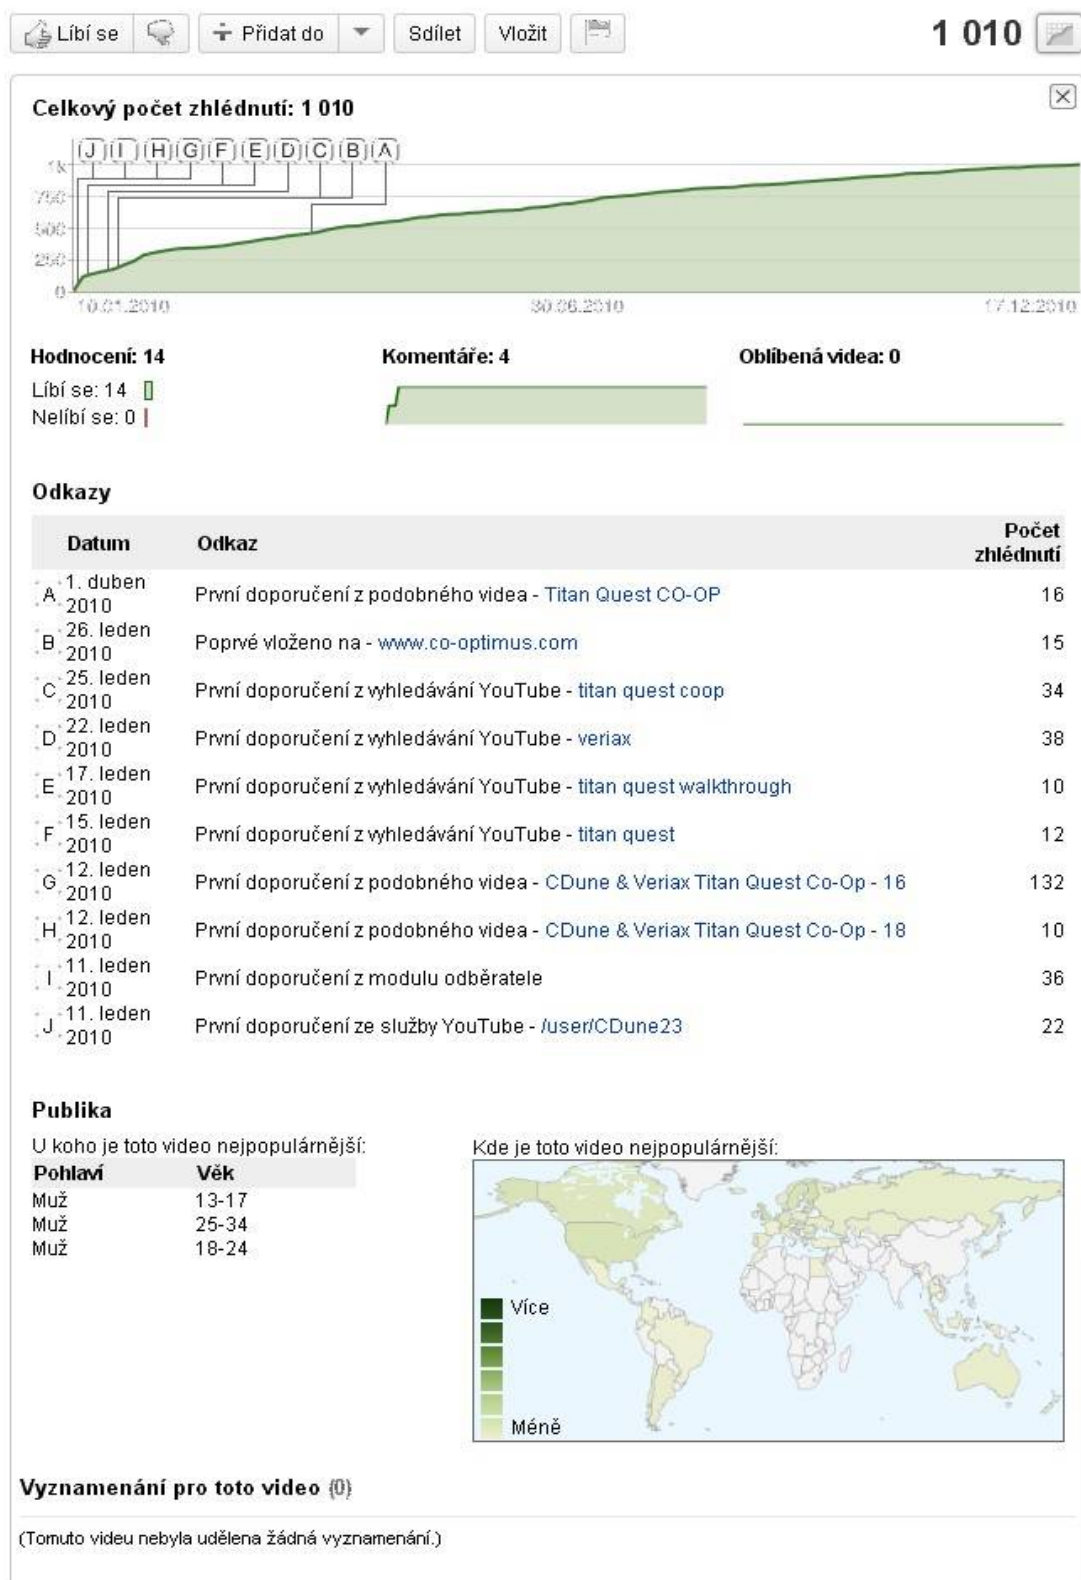 Líbí se Přidat do Sdílet Vložit 1 010
Celkový počet zhlédnutí: 1 010
J I H G F E D C B A
1k
750
500
250
0
10.01.2010 30.06.2010 17.12.2010
Hodnocení: 14 Komentáře: 4 Oblíbená videa: 0
Líbí se: 14
Nelíbí se: 0
Odkazy
Datum Odkaz Počet zhlédnutí
A 1. duben 2010 První doporučení z podobného videa - Titan Quest CO-OP 16
B 26. leden 2010 Poprvé vloženo na - www.co-optimus.com 15
C 25. leden 2010 První doporučení z vyhledávání YouTube - titan quest coop 34
D 22. leden 2010 První doporučení z vyhledávání YouTube - veriax 38
E 17. leden 2010 První doporučení z vyhledávání YouTube - titan quest walkthrough 10
F 15. leden 2010 První doporučení z vyhledávání YouTube - titan quest 12
G 12. leden 2010 První doporučení z podobného videa - CDune & Veriax Titan Quest Co-Op - 16 132
H 12. leden 2010 První doporučení z podobného videa - CDune & Veriax Titan Quest Co-Op - 18 10
I 11. leden 2010 První doporučení z modulu odběratele 36
J 11. leden 2010 První doporučení ze služby YouTube - /user/CDune23 22
Publika
U koho je toto video nejpopulárnější: Kde je toto video nejpopulárnější:
Pohlaví Věk
Muž 13-17
Muž 25-34
Muž 18-24
Více
Méně
Vyznamenání pro toto video (0)
(Tomuto videu nebyla udělena žádná vyznamenání.)